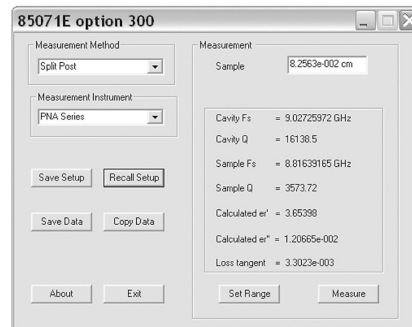 85071E option 300
Measurement Method
Split Post
Measurement Instrument
PNA Series
Save Setup
Recall Setup
Save Data
Copy Data
About
Exit
Measurement
Sample
8.2563e-002 cm
Cavity Fs = 9.02725972 GHz
Cavity Q = 16138.5
Sample Fs = 8.81639165 GHz
Sample Q = 3573.72
Calculated er' = 3.65398
Calculated er" = 1.20665e-002
Loss tangent = 3.3023e-003
Set Range
Measure